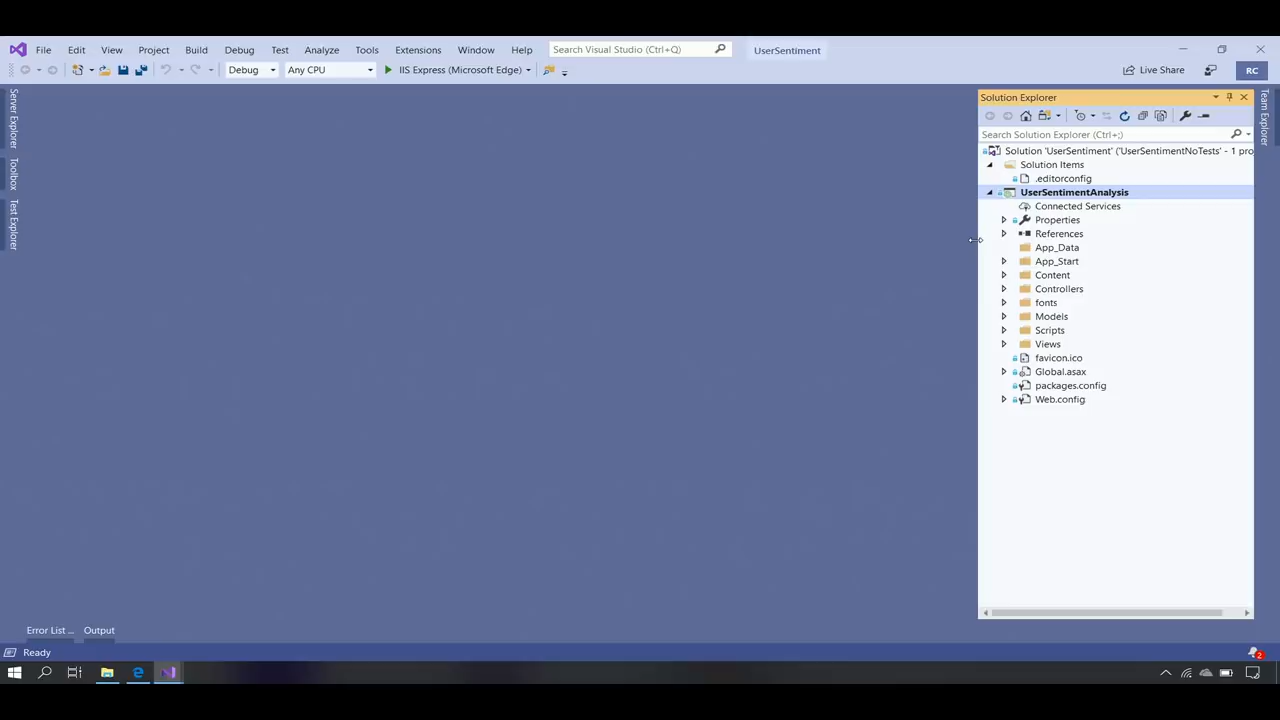 File Edit View Project Build Debug Test Analyze Tools Extensions Window Help Search Visual Studio (Ctrl+Q) UserSentiment
Debug Any CPU IIS Express (Microsoft Edge) Live Share RC
Server Explorer
Toolbox
Test Explorer
Solution Explorer
Team Explorer
Search Solution Explorer (Ctrl+;)
Solution 'UserSentiment' ('UserSentimentNoTests' - 1 pro
Solution Items
.editorconfig
UserSentimentAnalysis
Connected Services
Properties
References
App_Data
App_Start
Content
Controllers
fonts
Models
Scripts
Views
favicon.ico
Global.asax
packages.config
Web.config
Error List ... Output
Ready 2